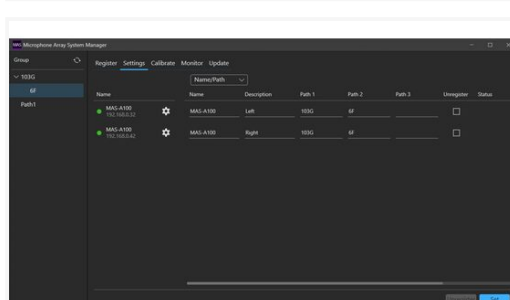 MAS Microphone Array System Manager
Group
Register Settings Calibrate Monitor Update
103G
6F
Path1
Name/Path
Name Name Description Path 1 Path 2 Path 3 Unregister Status
MAS-A100 MAS-A100 Left 103G 6F
192.168.0.32
MAS-A100 MAS-A100 Right 103G 6F
192.168.0.42
Set